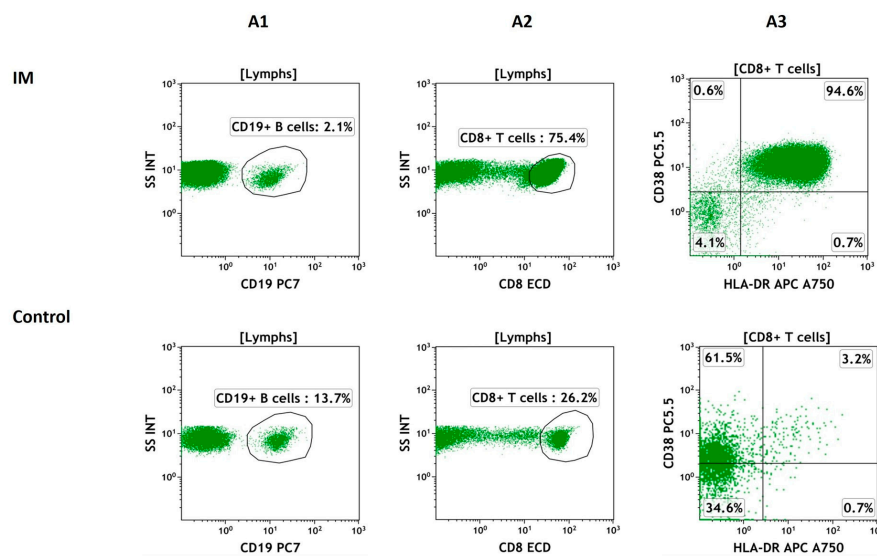 A1 A2 A3
IM
[Lymphs] [Lymphs] [CD8+ T cells]
10³ 10³ 10³
0.6% 94.6%
CD19+ B cells: 2.1% CD8+ T cells : 75.4%
10² 10² 10²
SS INT SS INT CD38 PC5.5
10¹ 10¹ 10¹
10⁰ 10⁰ 10⁰
4.1% 0.7%
10⁰ 10¹ 10² 10³ 10⁰ 10¹ 10² 10³ 10⁰ 10¹ 10² 10³
CD19 PC7 CD8 ECD HLA-DR APC A750
Control
[Lymphs] [Lymphs] [CD8+ T cells]
10³ 10³ 10³
61.5% 3.2%
CD19+ B cells : 13.7% CD8+ T cells : 26.2%
10² 10² 10²
SS INT SS INT CD38 PC5.5
10¹ 10¹ 10¹
10⁰ 10⁰ 10⁰
34.6% 0.7%
10⁰ 10¹ 10² 10³ 10⁰ 10¹ 10² 10³ 10⁰ 10¹ 10² 10³
CD19 PC7 CD8 ECD HLA-DR APC A750